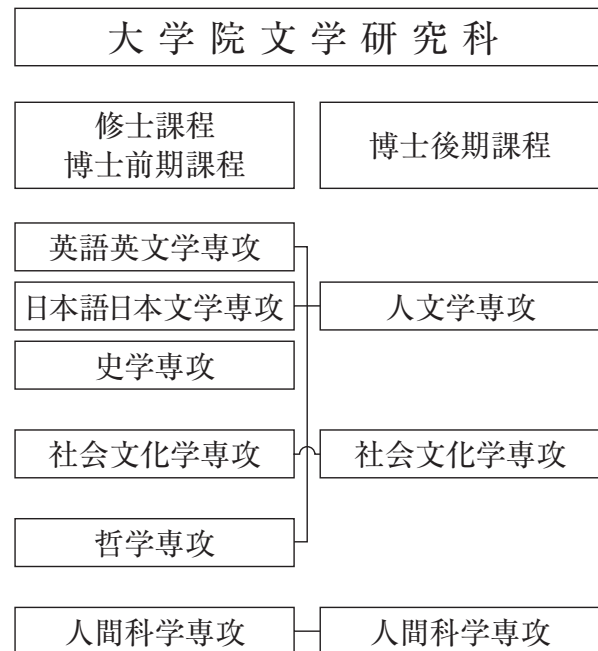 大学院文学研究科
修士課程
博士前期課程
博士後期課程
英語英文学専攻
日本語日本文学専攻
人文学専攻
史学専攻
社会文化学専攻
社会文化学専攻
哲学専攻
人間科学専攻
人間科学専攻